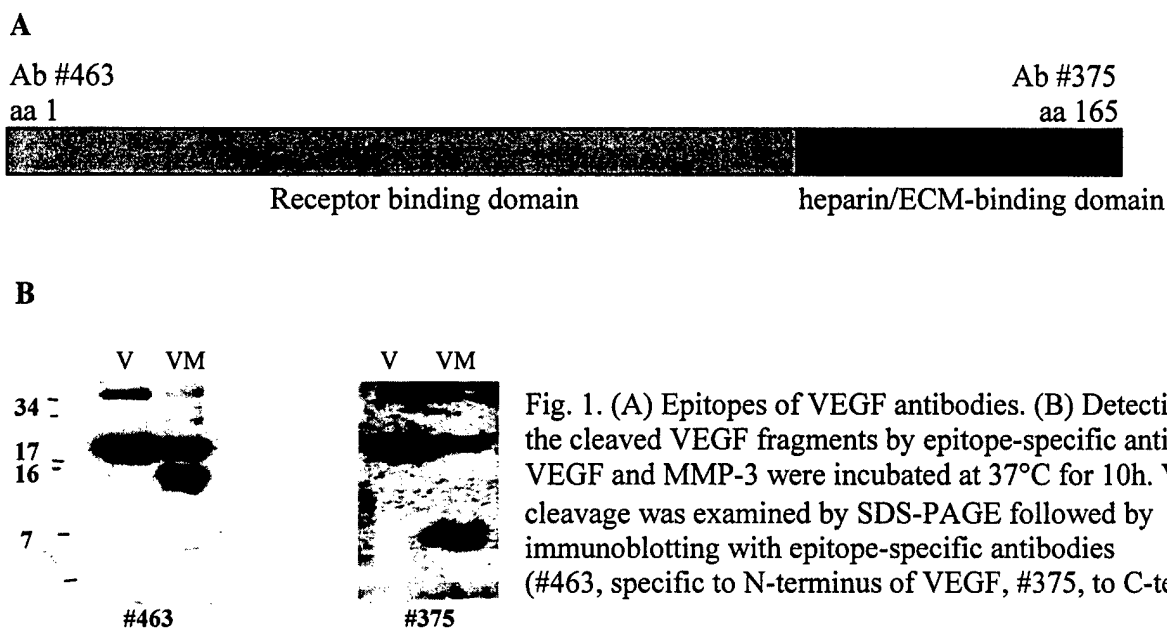 A
Ab #463
Ab #375
aa 1
aa 165
Receptor binding domain
heparin/ECM-binding domain
B
V VM
V VM
34
17
16
7
#463
#375
Fig. 1. (A) Epitopes of VEGF antibodies. (B) Detecti
the cleaved VEGF fragments by epitope-specific anti
VEGF and MMP-3 were incubated at 37°C for 10h. V
cleavage was examined by SDS-PAGE followed by
immunoblotting with epitope-specific antibodies
(#463, specific to N-terminus of VEGF, #375, to C-te